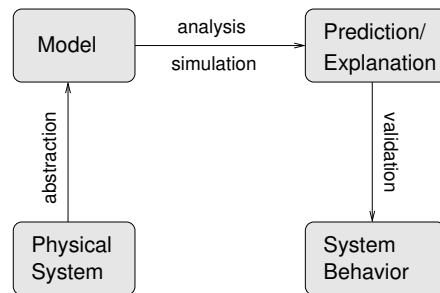 Model
analysis
simulation
Prediction/
Explanation
abstraction
validation
Physical
System
System
Behavior